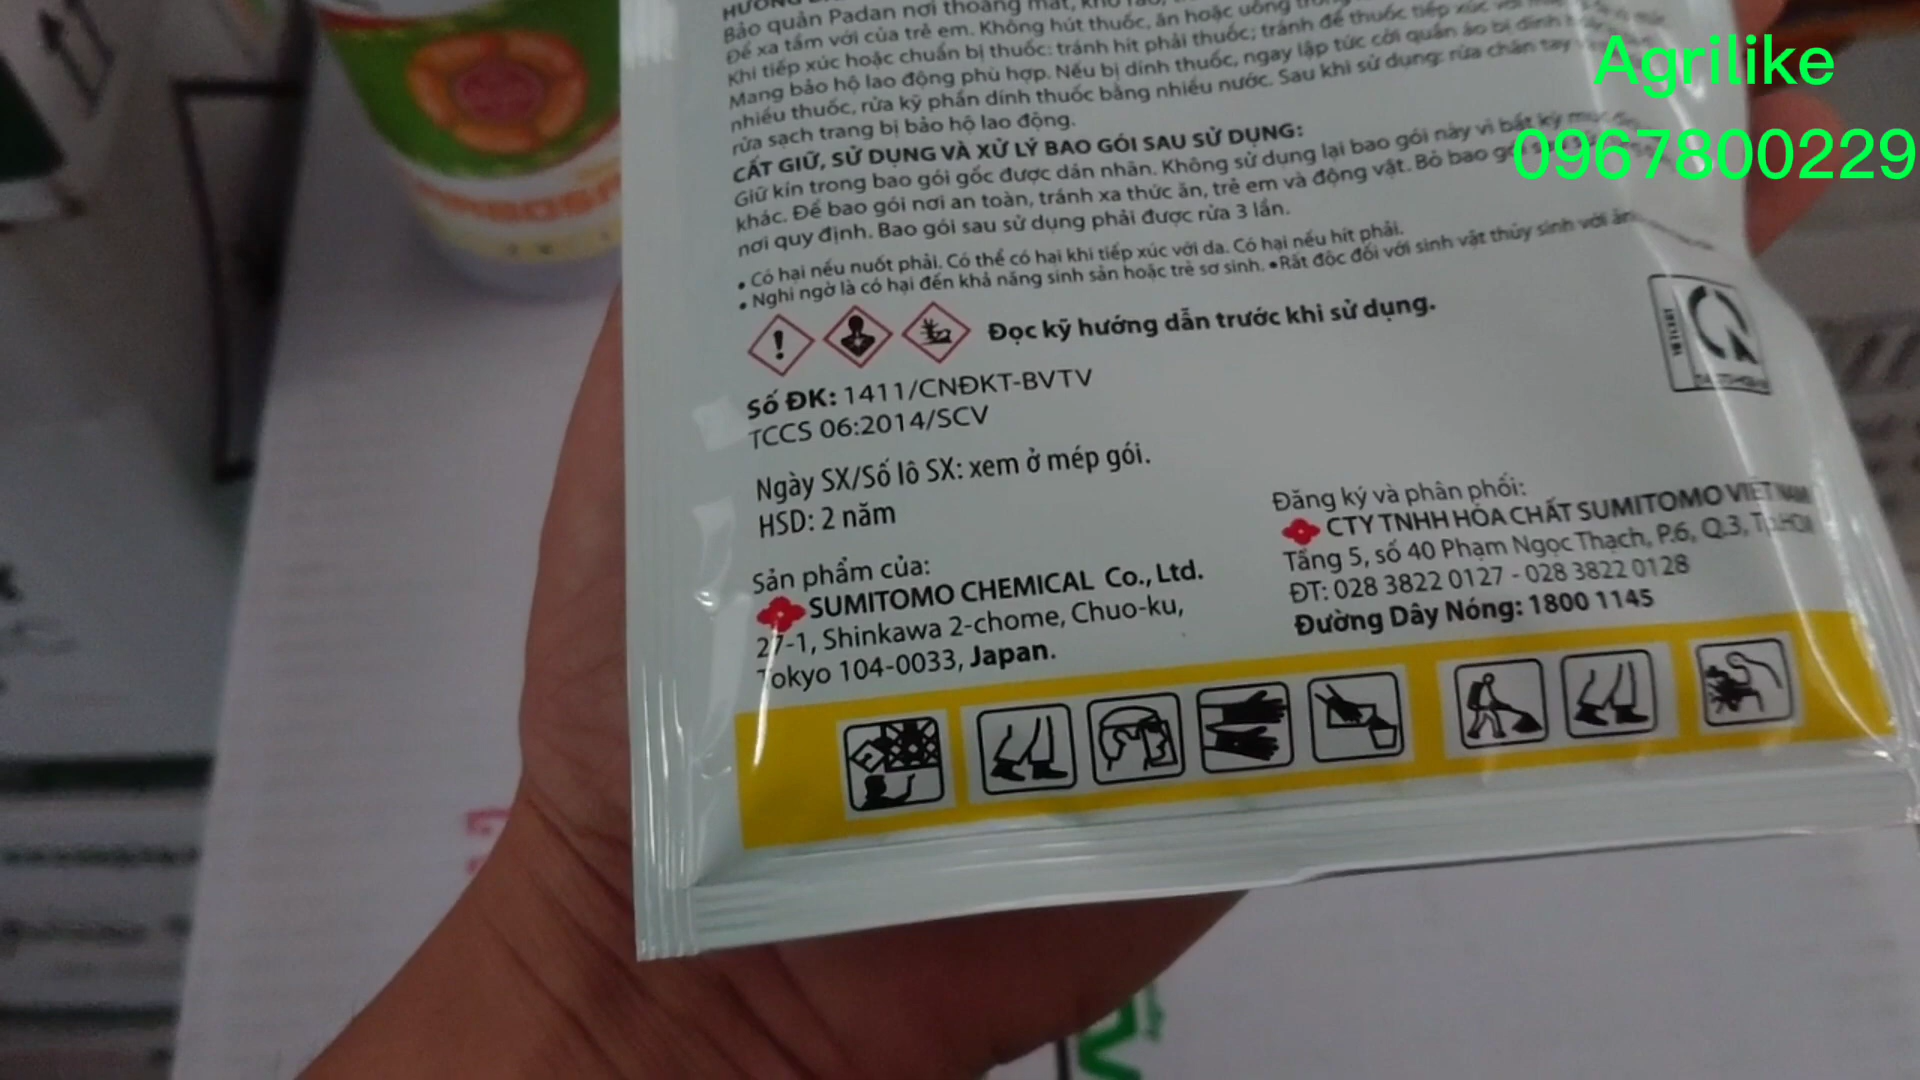 Bảo quản Padan nơi thoáng mát, khô ráo,
Để xa tầm với của trẻ em. Không hút thuốc, ăn hoặc uống
Khi tiếp xúc hoặc chuẩn bị thuốc: tránh hít phải thuốc; tránh để thuốc tiếp xúc với
Mang bảo hộ lao động phù hợp. Nếu bị dính thuốc, ngay lập tức cởi quần áo bị dính
nhiều thuốc, rửa kỹ phần dính thuốc bằng nhiều nước. Sau khi sử dụng: rửa chân tay
rửa sạch trang bị bảo hộ lao động.
CẤT GIỮ, SỬ DỤNG VÀ XỬ LÝ BAO GÓI SAU SỬ DỤNG:
Giữ kín trong bao gói gốc được dán nhãn. Không sử dụng lại bao gói này vì bất kỳ
khác. Để bao gói nơi an toàn, tránh xa thức ăn, trẻ em và động vật. Bỏ bao gói
nơi quy định. Bao gói sau sử dụng phải được rửa 3 lần.
• Có hại nếu nuốt phải. Có thể có hại khi tiếp xúc với da. Có hại nếu hít phải.
• Nghi ngờ là có hại đến khả năng sinh sản hoặc trẻ sơ sinh. •Rất độc đối với sinh vật thủy sinh với
Đọc kỹ hướng dẫn trước khi sử dụng.
Số ĐK: 1411/CNĐKT-BVTV
TCCS 06:2014/SCV
Ngày SX/Số lô SX: xem ở mép gói.
HSD: 2 năm
Sản phẩm của:
SUMITOMO CHEMICAL Co., Ltd.
27-1, Shinkawa 2-chome, Chuo-ku,
Tokyo 104-0033, Japan.
Đăng ký và phân phối:
CTY TNHH HÓA CHẤT SUMITOMO VIỆT NAM
Tầng 5, số 40 Phạm Ngọc Thạch, P.6, Q.3, Tp.HCM
ĐT: 028 3822 0127 - 028 3822 0128
Đường Dây Nóng: 1800 1145
Agrilike
0967800229